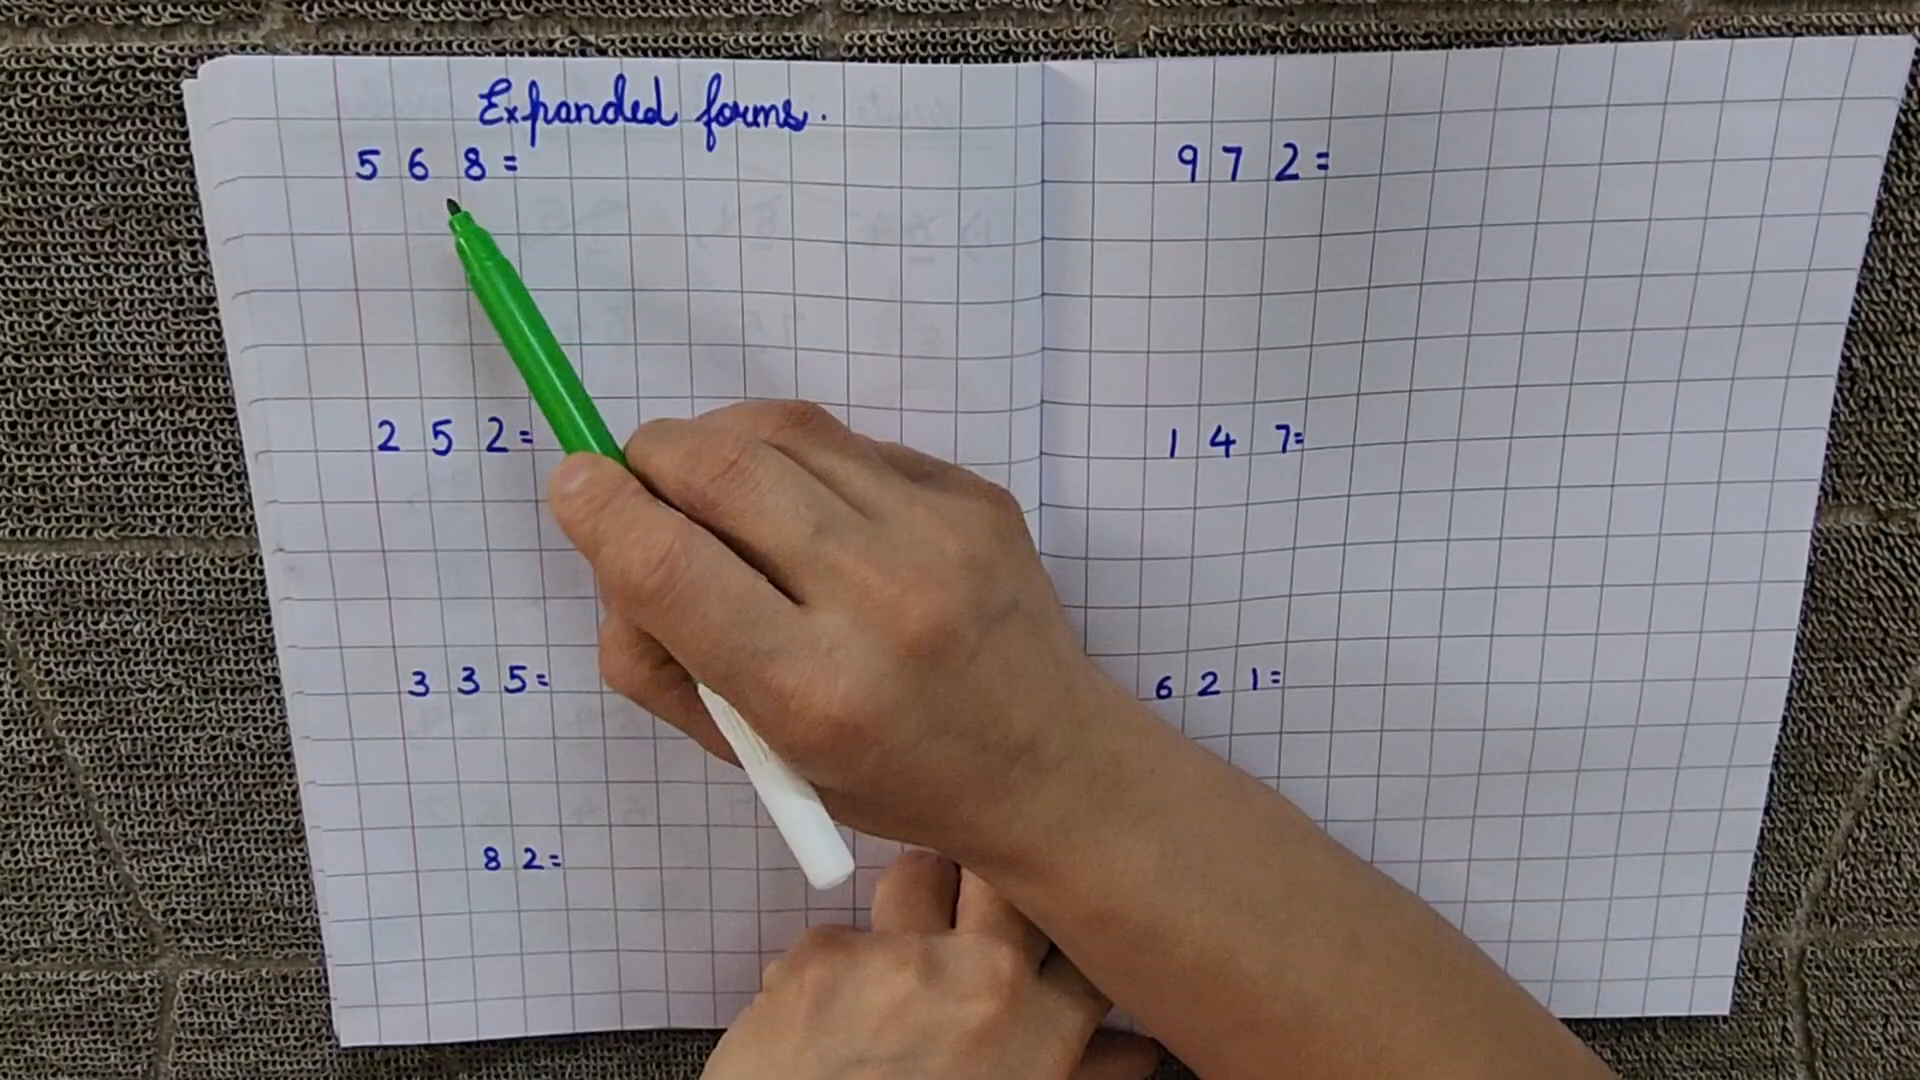 Expanded forms.
5 6 8 =
2 5 2 =
3 3 5 =
8 2 =
9 7 2 =
1 4 7 =
6 2 1 =